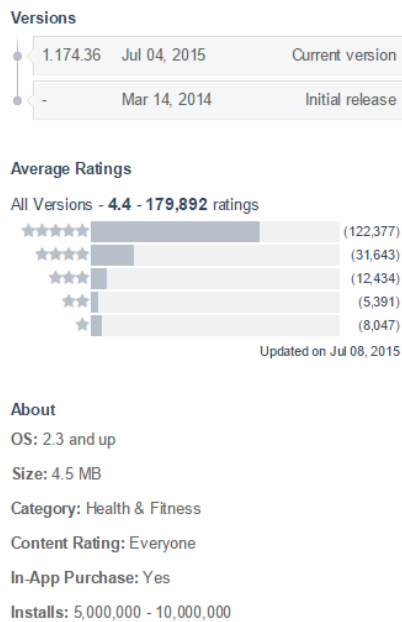 Versions
1.174.36 Jul 04, 2015 Current version
- Mar 14, 2014 Initial release
Average Ratings
All Versions - 4.4 - 179,892 ratings
(122,377)
(31,643)
(12,434)
(5,391)
(8,047)
Updated on Jul 08, 2015
About
OS: 2.3 and up
Size: 4.5 MB
Category: Health & Fitness
Content Rating: Everyone
In-App Purchase: Yes
Installs: 5,000,000 - 10,000,000